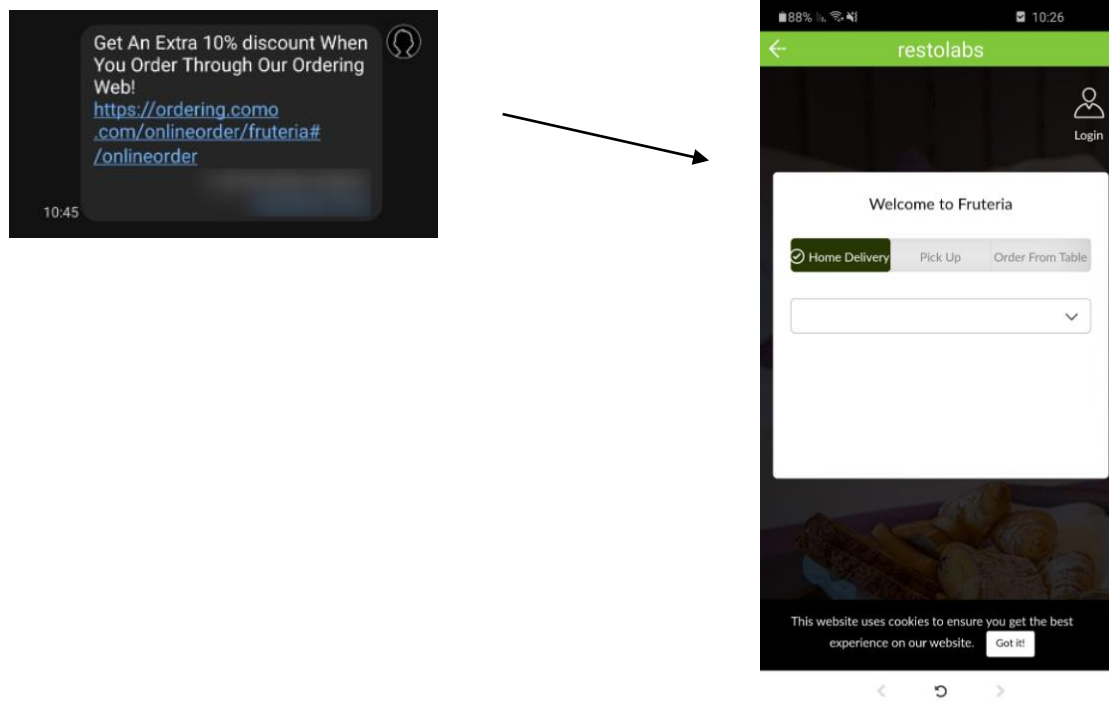 Get An Extra 10% discount When
You Order Through Our Ordering
Web!
https://ordering.como
.com/onlineorder/fruteria#
/onlineorder
10:45
88% 10:26
restolabs
Login
Welcome to Fruteria
Home Delivery Pick Up Order From Table
This website uses cookies to ensure you get the best
experience on our website. Got it!